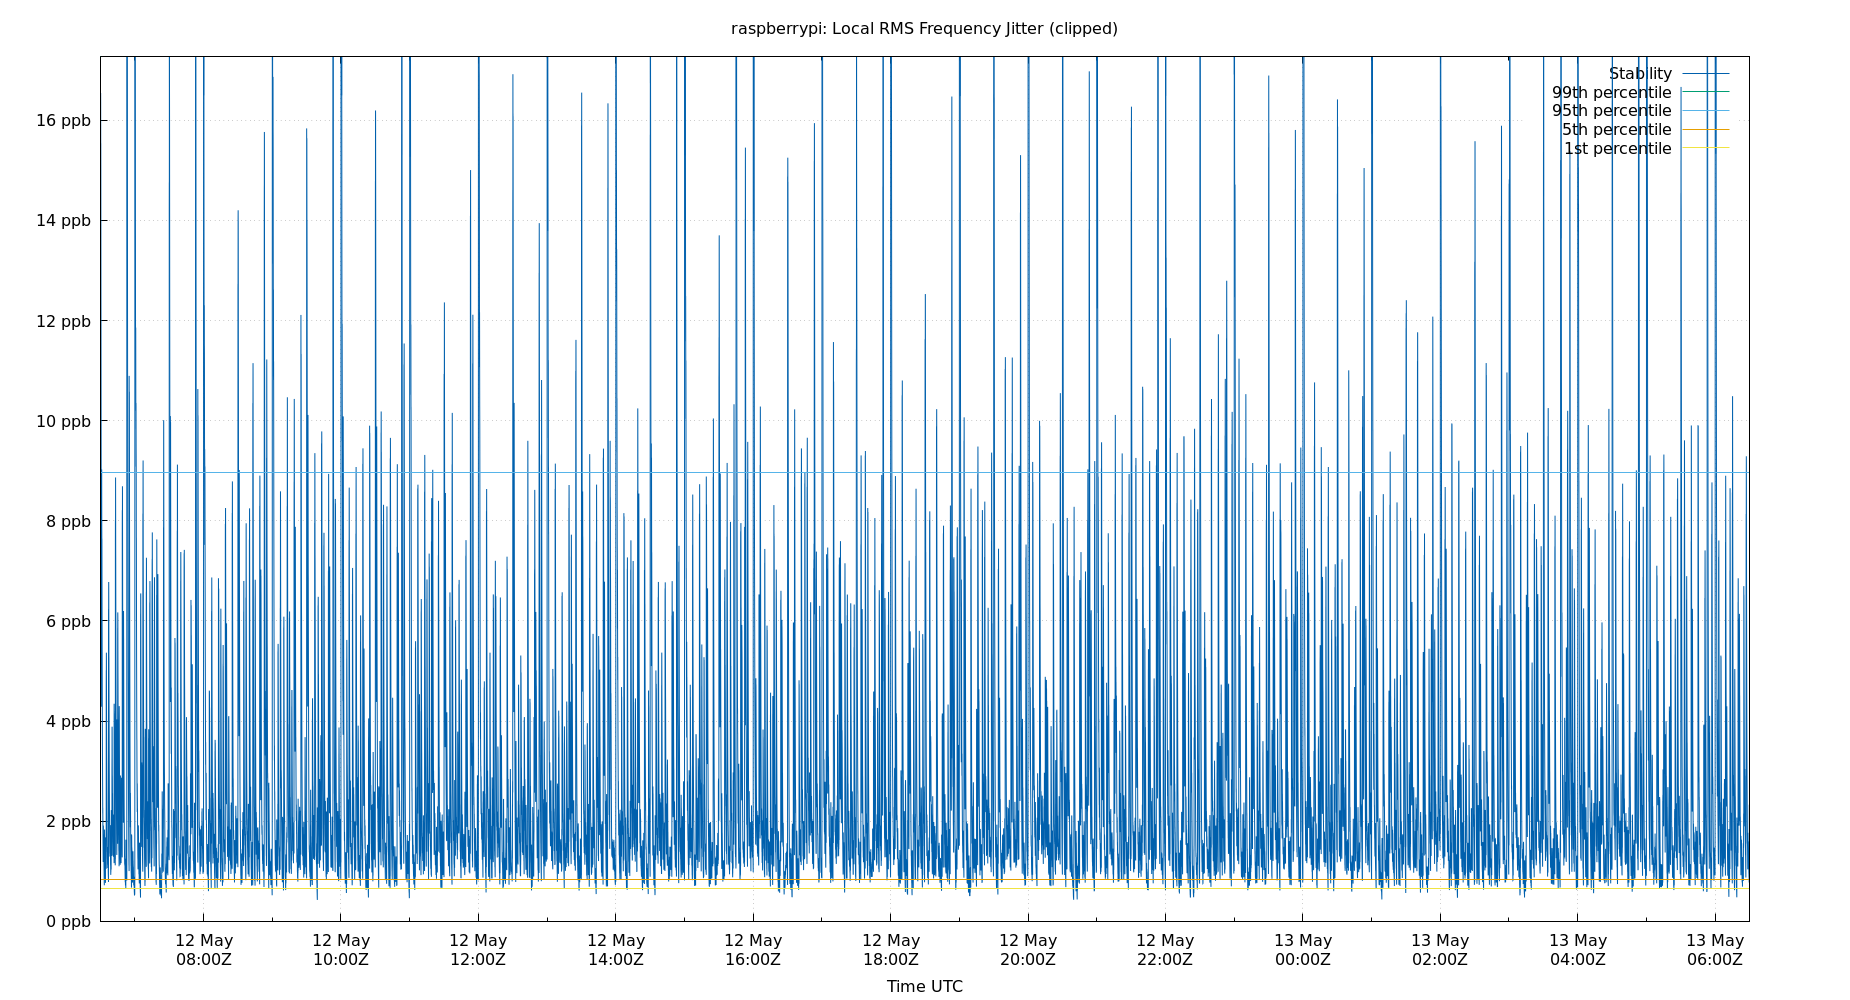 raspberrypi: Local RMS Frequency Jitter (clipped)
Stability
99th percentile
95th percentile
5th percentile
1st percentile
16 ppb
14 ppb
12 ppb
10 ppb
8 ppb
6 ppb
4 ppb
2 ppb
0 ppb
12 May 12 May 12 May 12 May 12 May 12 May 12 May 12 May 13 May 13 May 13 May 13 May
08:00Z 10:00Z 12:00Z 14:00Z 16:00Z 18:00Z 20:00Z 22:00Z 00:00Z 02:00Z 04:00Z 06:00Z
Time UTC